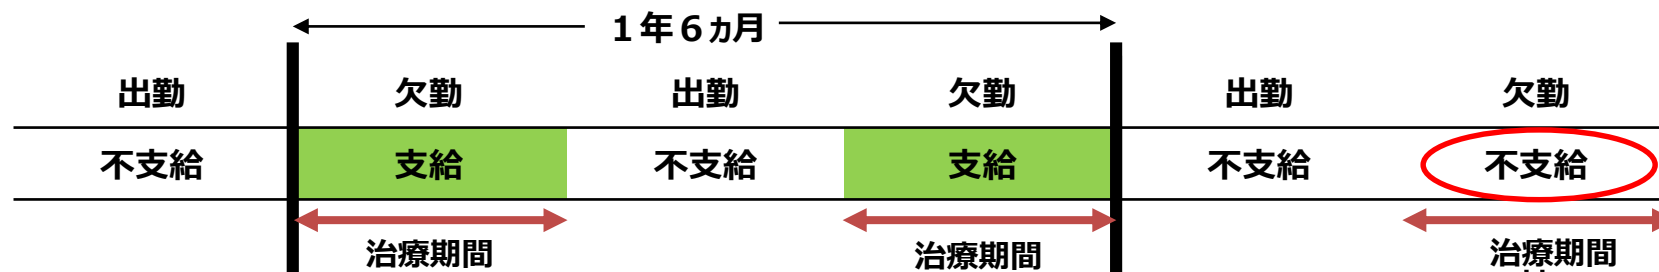 １年６ヵ月
出勤 欠勤 出勤 欠勤 出勤 欠勤
不支給 支給 不支給 支給 不支給 不支給
治療期間 治療期間 治療期間